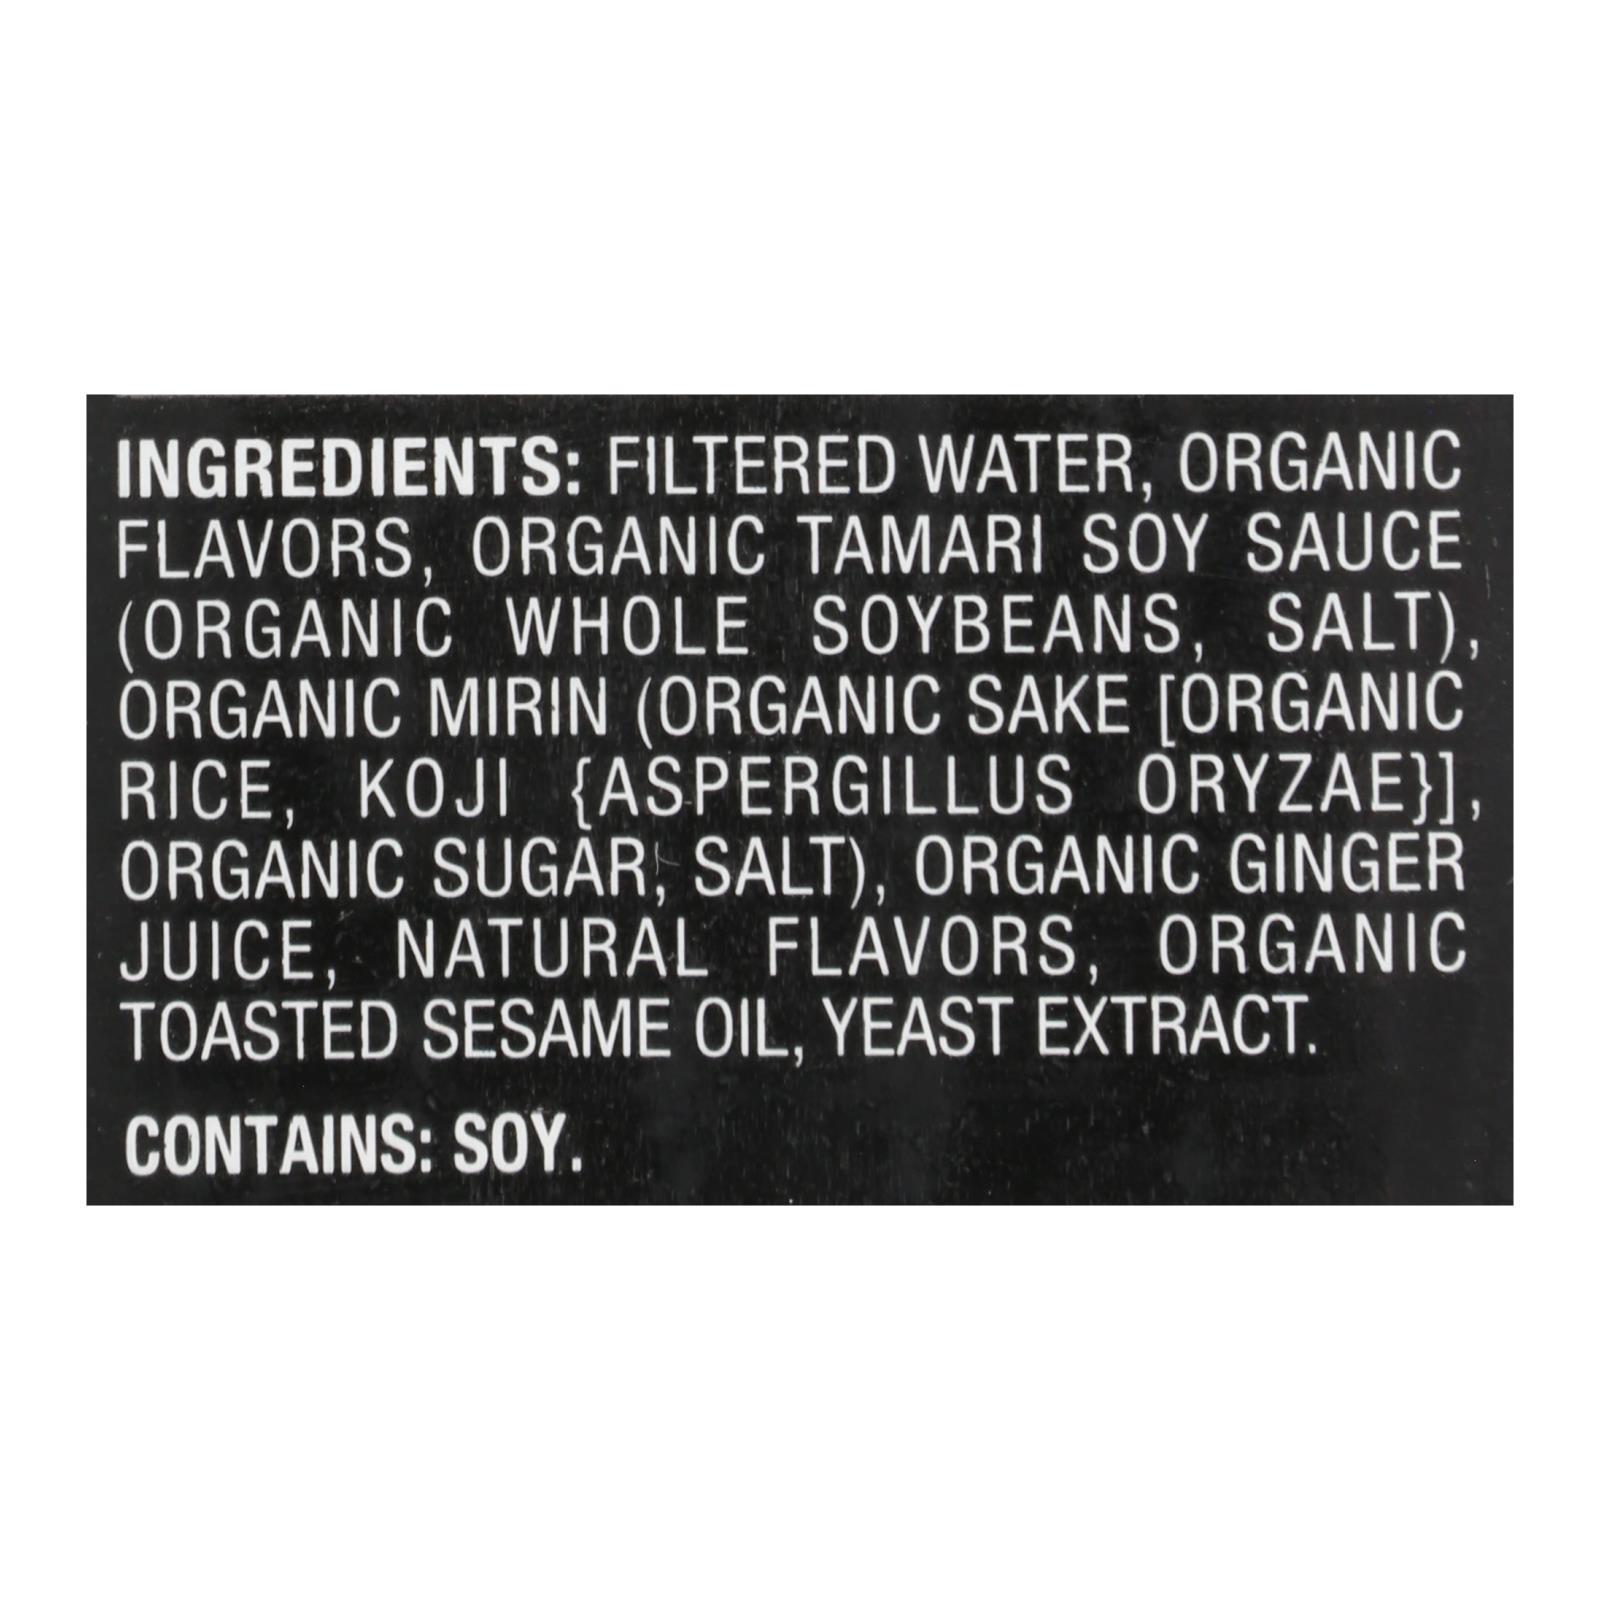 INGREDIENTS: FILTERED WATER, ORGANIC
FLAVORS, ORGANIC TAMARI SOY SAUCE
(ORGANIC WHOLE SOYBEANS, SALT),
ORGANIC MIRIN (ORGANIC SAKE [ORGANIC
RICE, KOJI {ASPERGILLUS ORYZAE}],
ORGANIC SUGAR, SALT), ORGANIC GINGER
JUICE, NATURAL FLAVORS, ORGANIC
TOASTED SESAME OIL, YEAST EXTRACT.
CONTAINS: SOY.